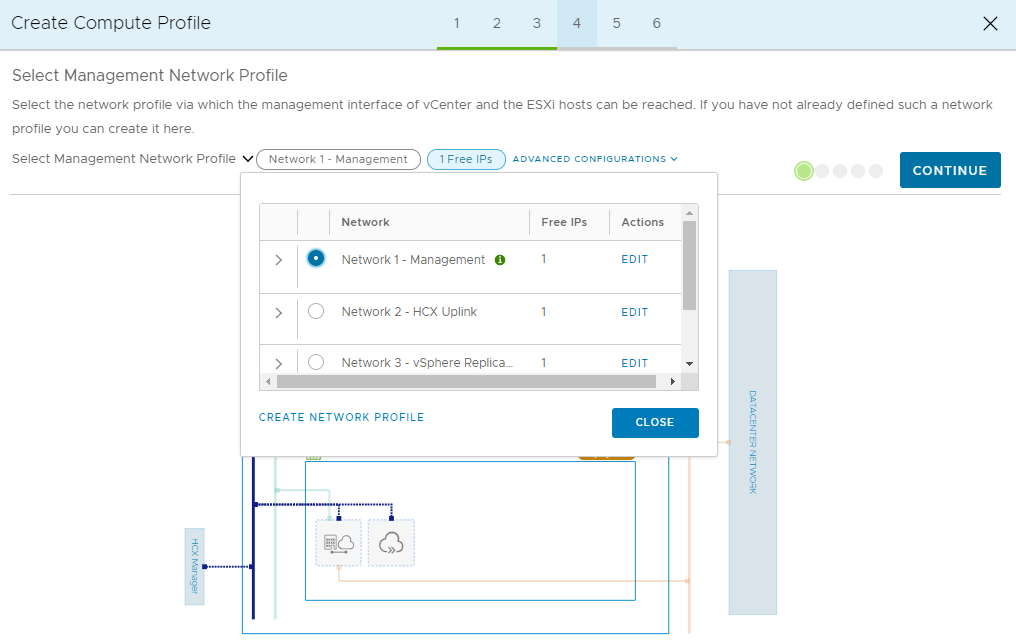 Create Compute Profile
1 2 3 4 5 6
Select Management Network Profile
Select the network profile via which the management interface of vCenter and the ESXi hosts can be reached. If you have not already defined such a network
profile you can create it here.
Select Management Network Profile Network 1 - Management 1 Free IPs ADVANCED CONFIGURATIONS
CONTINUE
Network Free IPs Actions
Network 1 - Management 1 EDIT
Network 2 - HCX Uplink 1 EDIT
Network 3 - vSphere Replica... 1 EDIT
CREATE NETWORK PROFILE CLOSE
DATACENTER NETWORK
HCX Manager